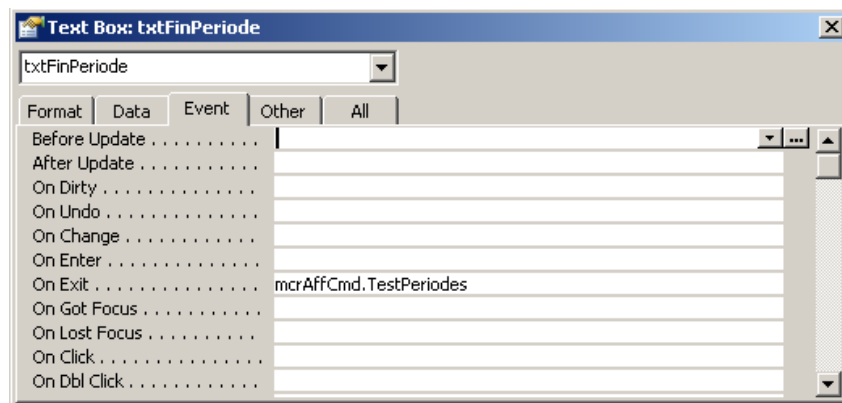 Text Box: txtFinPeriode
txtFinPeriode
Format Data Event Other All
Before Update . . . . . . . . . .
...
After Update . . . . . . . . . . .
On Dirty . . . . . . . . . . . . . .
On Undo . . . . . . . . . . . . . .
On Change . . . . . . . . . . . .
On Enter . . . . . . . . . . . . . .
On Exit . . . . . . . . . . . . . . . mcrAffCmd.TestPeriodes
On Got Focus . . . . . . . . . . .
On Lost Focus . . . . . . . . . .
On Click . . . . . . . . . . . . . . .
On Dbl Click . . . . . . . . . . . .